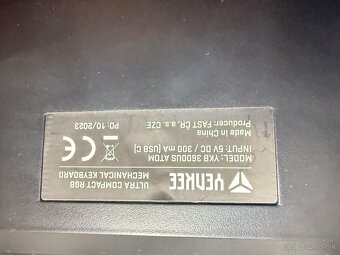 YENKEE
ULTRA COMPACT RGB
MECHANICAL KEYBOARD
MODEL: YKB 3600US ATOM
INPUT: 5V DC / 300 mA (USB C)
Made in China
Producer: FAST ČR, a.s. CZE
PD: 10/2023
CE